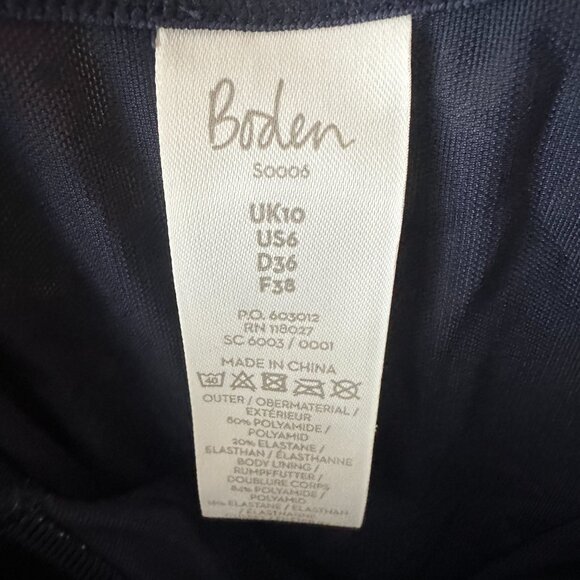 Boden
S0006
UK10
US6
D36
F38
P.O. 603012
RN 118027
SC 6003 / 0001
MADE IN CHINA
40
OUTER / OBERMATERIAL /
EXTÉRIEUR
80% POLYAMIDE /
POLYAMID
20% ELASTANE /
ELASTHAN / ÉLASTHANNE
BODY LINING /
RUMPFFUTTER /
DOUBLURE CORPS
84% POLYAMIDE /
POLYAMID
16% ELASTANE /
ELASTHAN /
ÉLASTHANNE